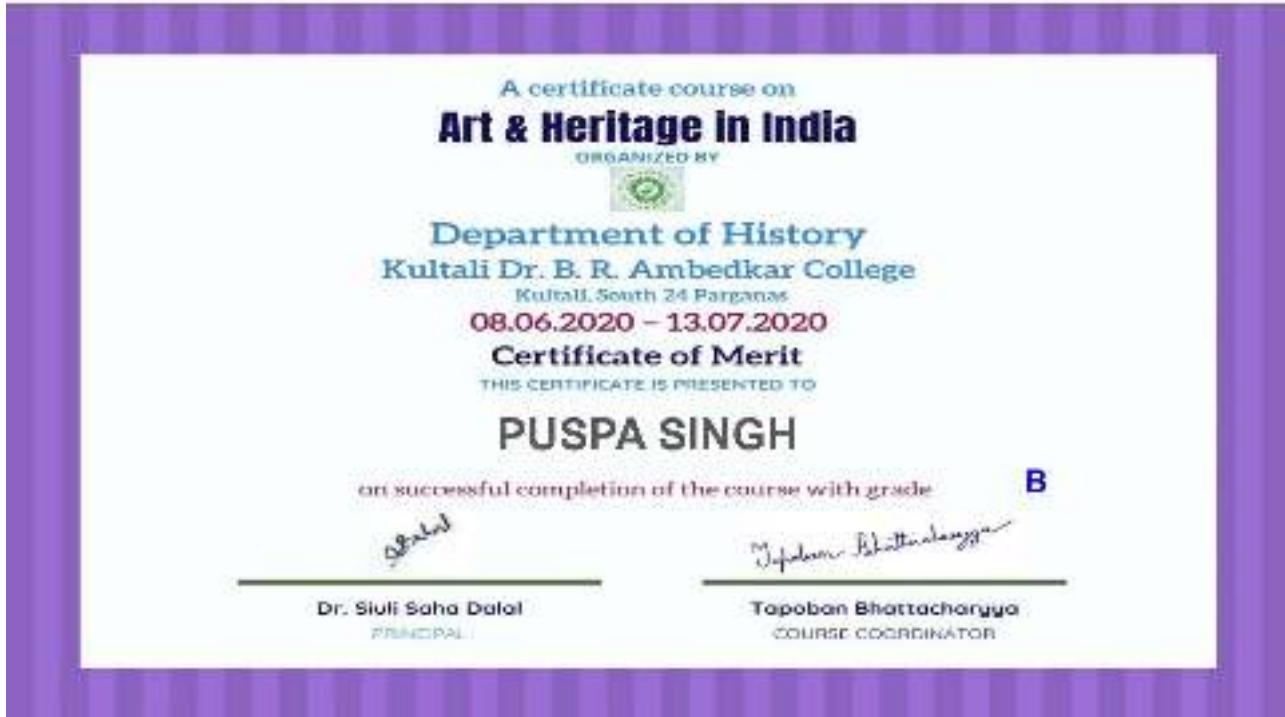 A certificate course on
Art & Heritage in India
ORGANIZED BY
Department of History
Kultali Dr. B. R. Ambedkar College
Kultali, South 24 Parganas
08.06.2020 – 13.07.2020
Certificate of Merit
THIS CERTIFICATE IS PRESENTED TO
PUSPA SINGH
on successful completion of the course with grade B
Tapoban Bhattacharyya
Dr. Siuli Saha Dalal Tapoban Bhattacharyya
PRINCIPAL COURSE COORDINATOR